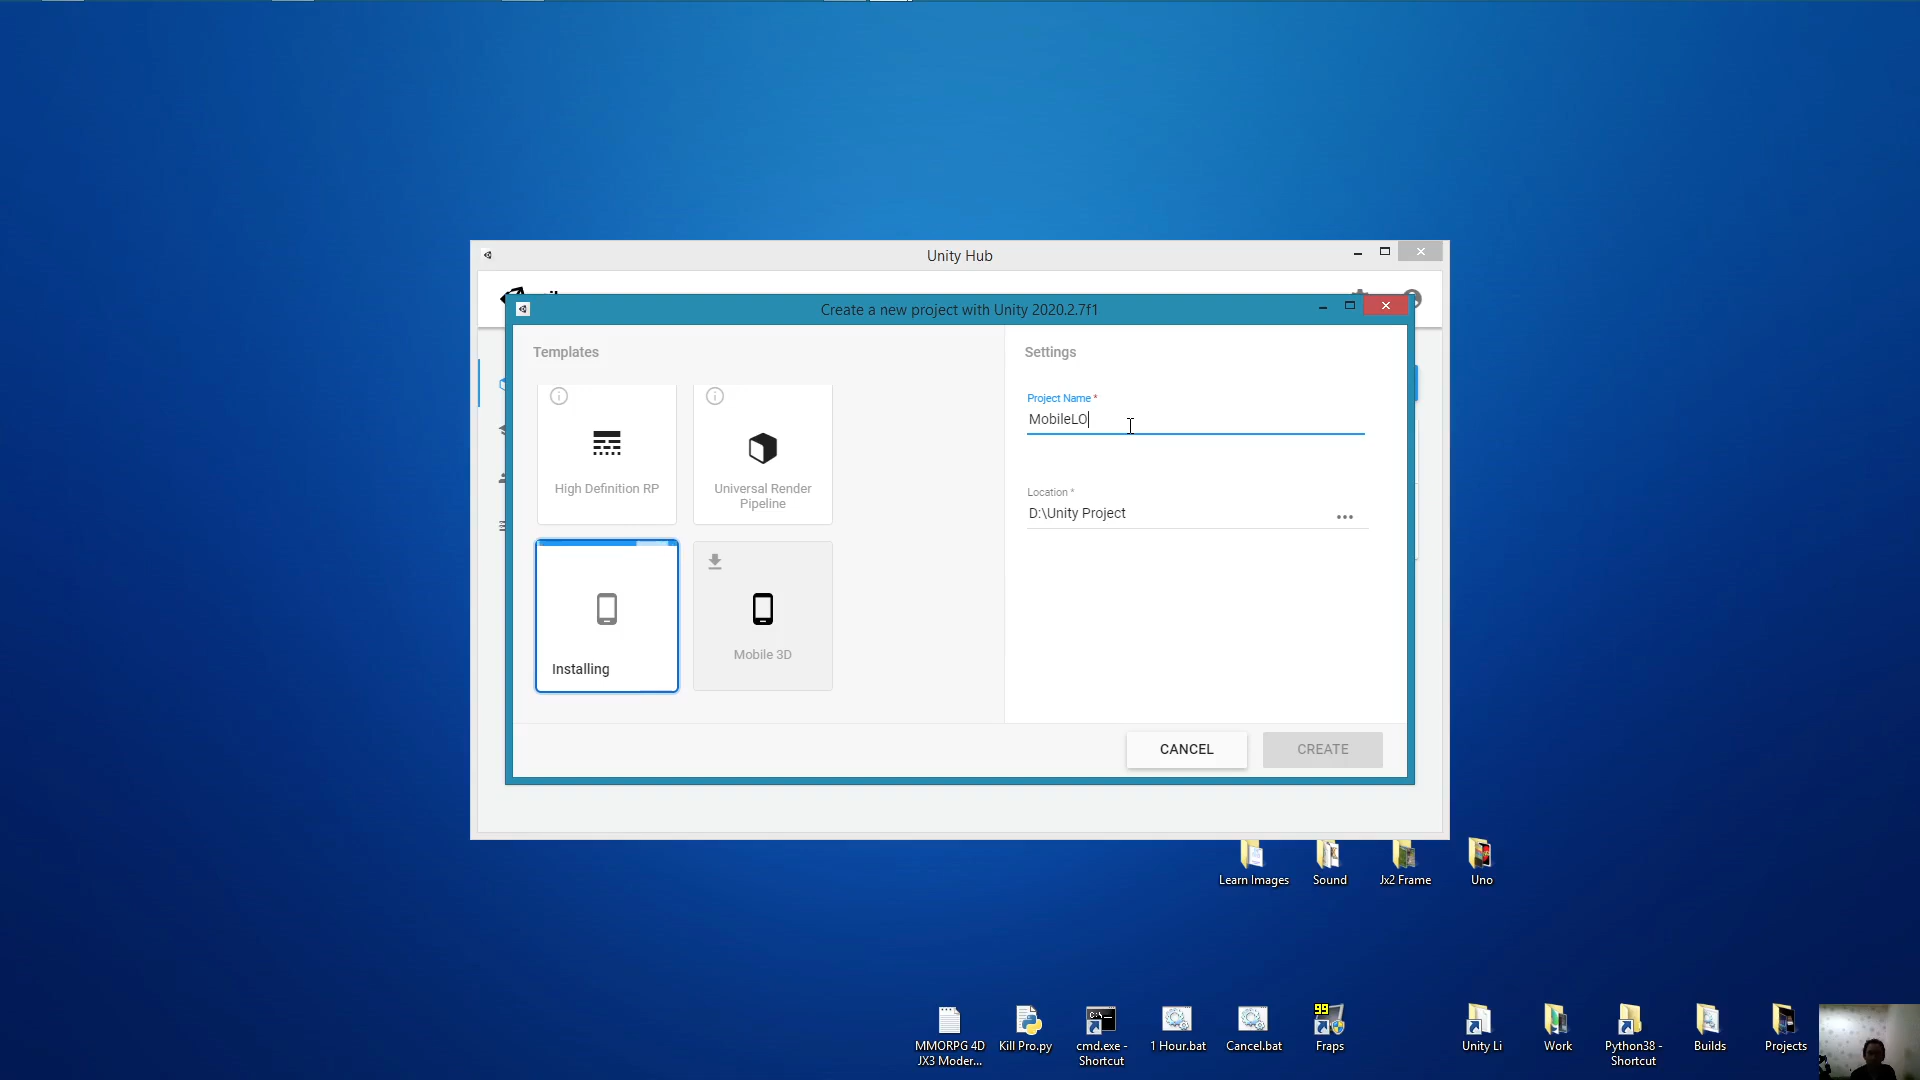 Unity Hub
Create a new project with Unity 2020.2.7f1
Templates
Settings
High Definition RP
Universal Render
Pipeline
Installing
Mobile 3D
Project Name *
MobileLO
Location *
D:\Unity Project
...
CANCEL
CREATE
Learn Images
Sound
Jx2 Frame
Uno
MMORPG 4D
JX3 Moder...
Kill Pro.py
C:\_
cmd.exe -
Shortcut
1 Hour.bat
Cancel.bat
99
Fraps
Unity Li
Work
Python38 -
Shortcut
Builds
Projects